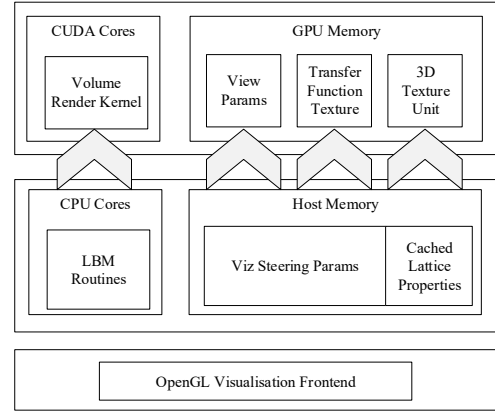 CUDA Cores
Volume
Render Kernel
GPU Memory
View
Params
Transfer
Function
Texture
3D
Texture
Unit
CPU Cores
LBM
Routines
Host Memory
Viz Steering Params
Cached
Lattice
Properties
OpenGL Visualisation Frontend